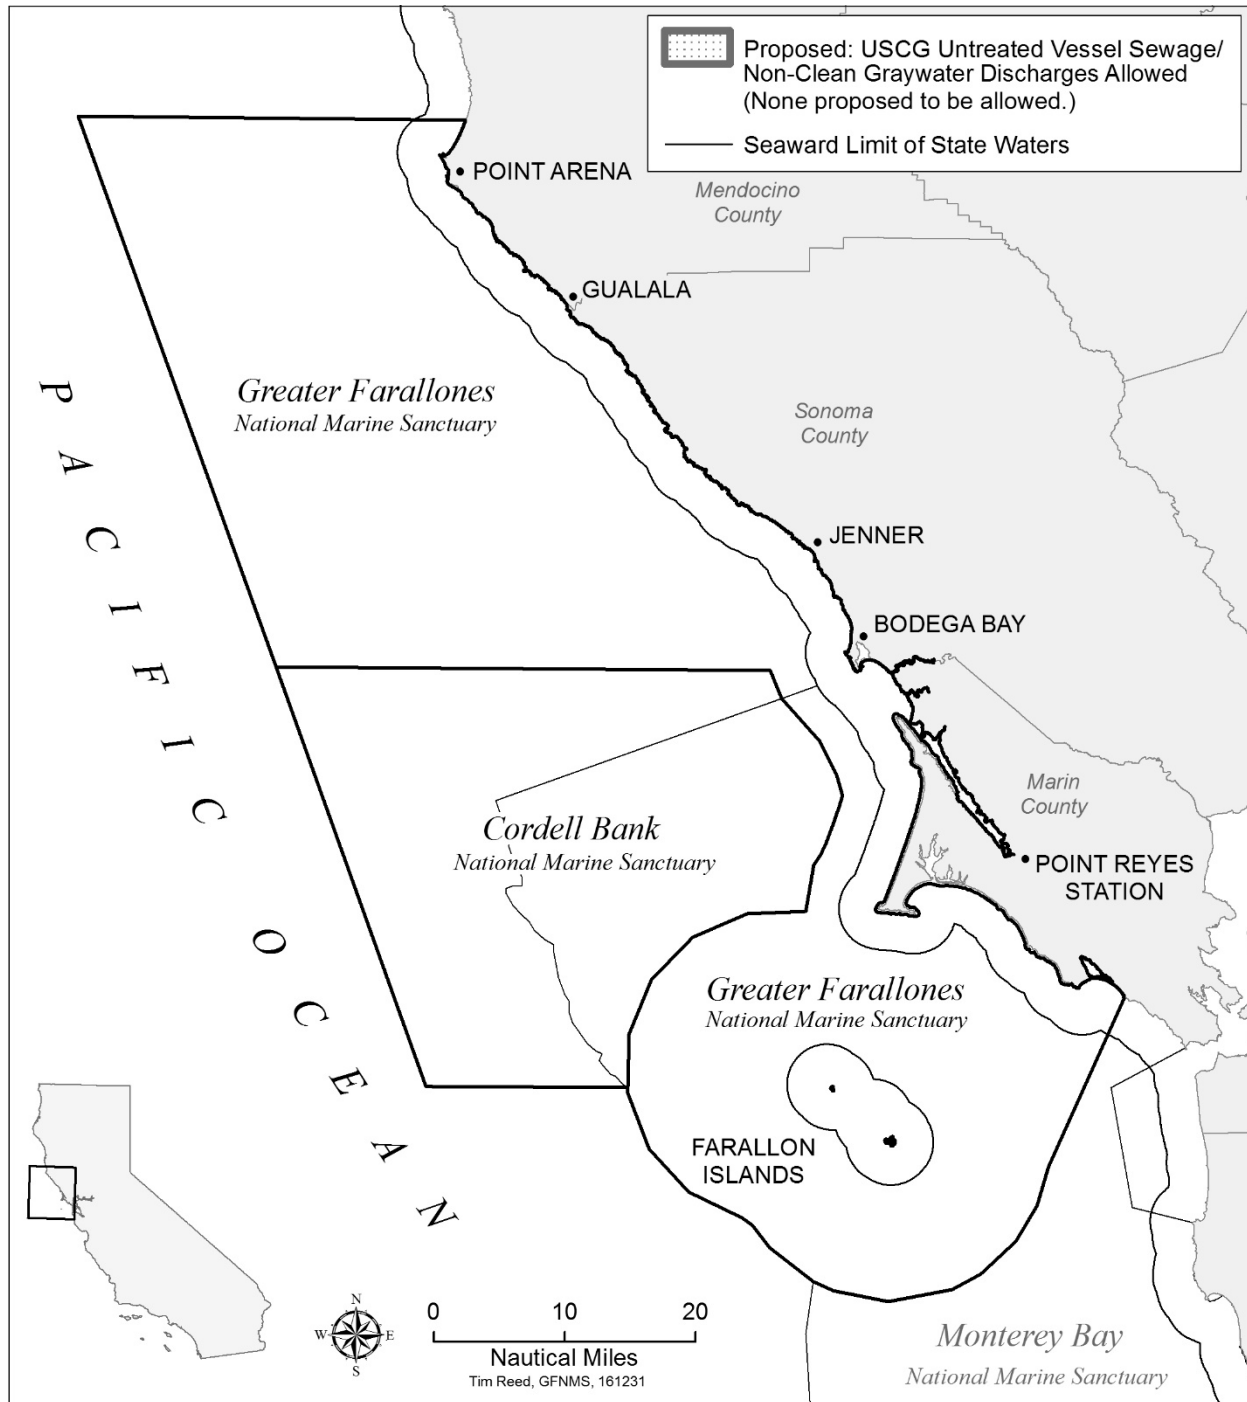 Proposed: USCG Untreated Vessel Sewage/
Non-Clean Graywater Discharges Allowed
(None proposed to be allowed.)
Seaward Limit of State Waters
POINT ARENA
Mendocino
County
GUALALA
Greater Farallones
National Marine Sanctuary
Sonoma
County
PACIFIC OCEAN
JENNER
BODEGA BAY
Marin
County
Cordell Bank
National Marine Sanctuary
POINT REYES
STATION
Greater Farallones
National Marine Sanctuary
FARALLON
ISLANDS
N
W E
S
0 10 20
Nautical Miles
Tim Reed, GFNMS, 161231
Monterey Bay
National Marine Sanctuary